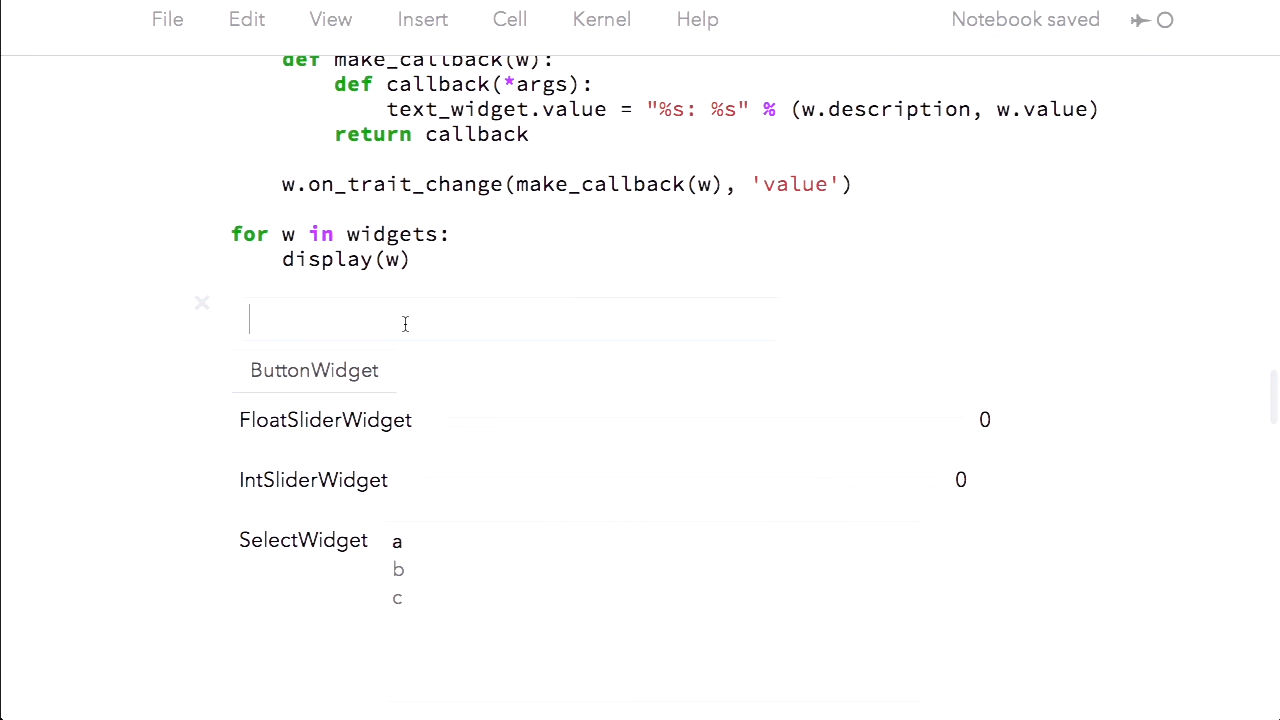 File Edit View Insert Cell Kernel Help Notebook saved
def make_callback(w):
def callback(*args):
text_widget.value = "%s: %s" % (w.description, w.value)
return callback
w.on_trait_change(make_callback(w), 'value')
for w in widgets:
display(w)
ButtonWidget
FloatSliderWidget 0
IntSliderWidget 0
SelectWidget a
b
c